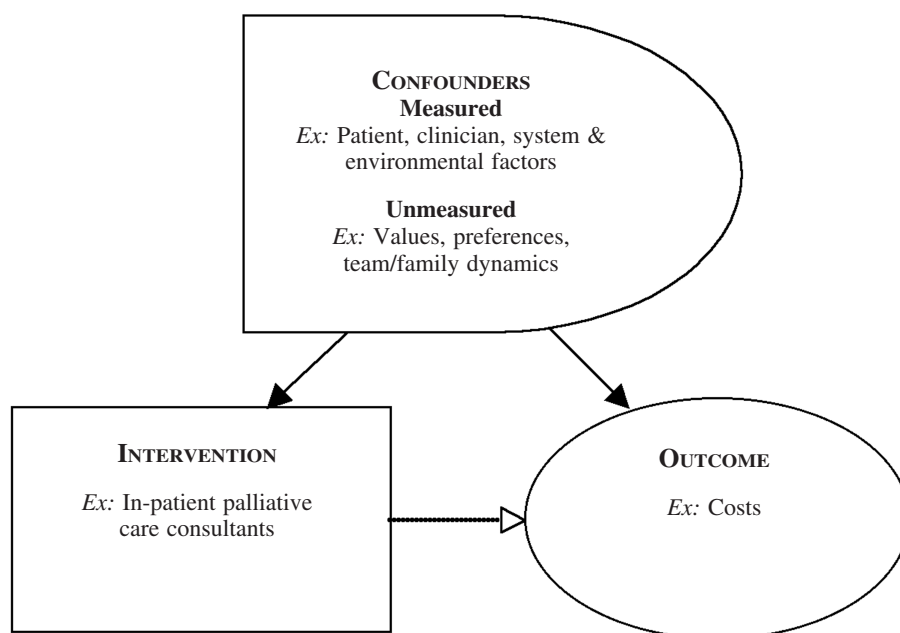 CONFOUNDERS
Measured
Ex: Patient, clinician, system &
environmental factors
Unmeasured
Ex: Values, preferences,
team/family dynamics
INTERVENTION
Ex: In-patient palliative
care consultants
OUTCOME
Ex: Costs